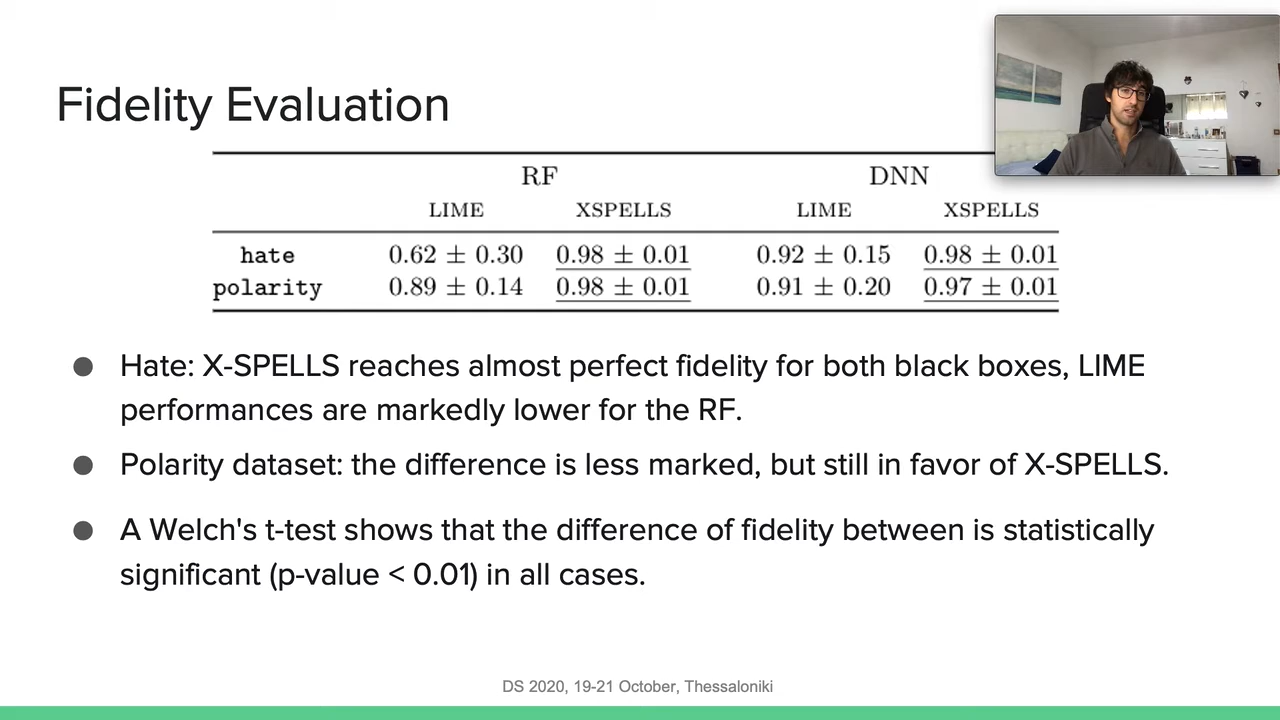 Fidelity Evaluation
RF DNN
LIME XSPELLS LIME XSPELLS
hate 0.62 ± 0.30 0.98 ± 0.01 0.92 ± 0.15 0.98 ± 0.01
polarity 0.89 ± 0.14 0.98 ± 0.01 0.91 ± 0.20 0.97 ± 0.01
● Hate: X-SPELLS reaches almost perfect fidelity for both black boxes, LIME
performances are markedly lower for the RF.
● Polarity dataset: the difference is less marked, but still in favor of X-SPELLS.
● A Welch's t-test shows that the difference of fidelity between is statistically
significant (p-value < 0.01) in all cases.
DS 2020, 19-21 October, Thessaloniki